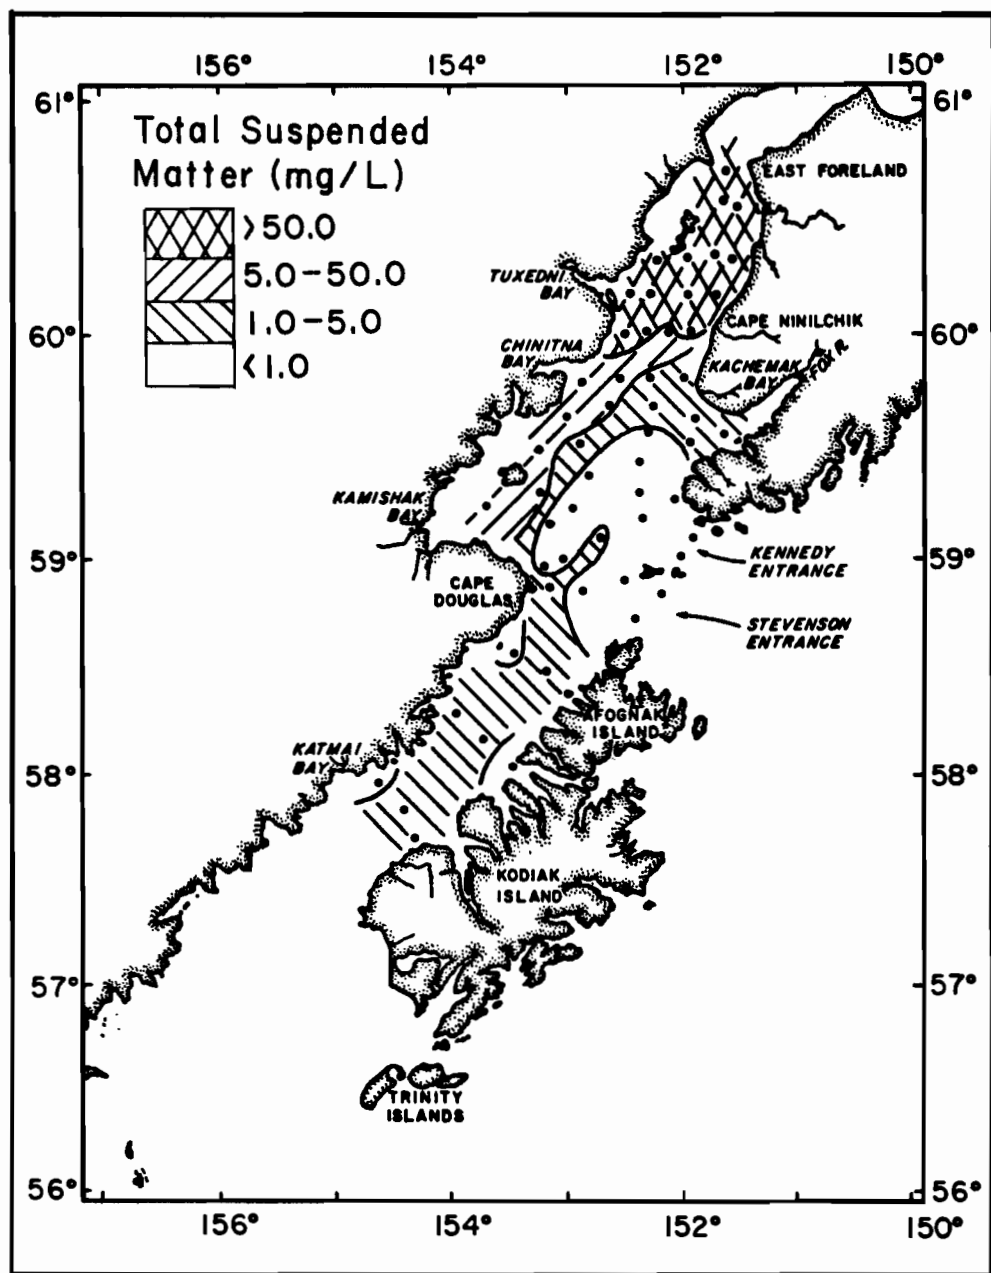 156° 154° 152° 150°
61° 61°
Total Suspended
Matter (mg/L)
>50.0
5.0-50.0
1.0-5.0
<1.0
EAST FORELAND
TUXEDNI
BAY
CAPE NINILCHIK
60° 60°
CHINITNA
BAY
KACHEMAK
BAY
FOX R.
KAMISHAK
BAY
59° 59°
KENNEDY
ENTRANCE
CAPE
DOUGLAS
STEVENSON
ENTRANCE
AFOGNAK
ISLAND
KATMAI
BAY
58° 58°
KODIAK
ISLAND
57° 57°
TRINITY
ISLANDS
56° 56°
156° 154° 152° 150°